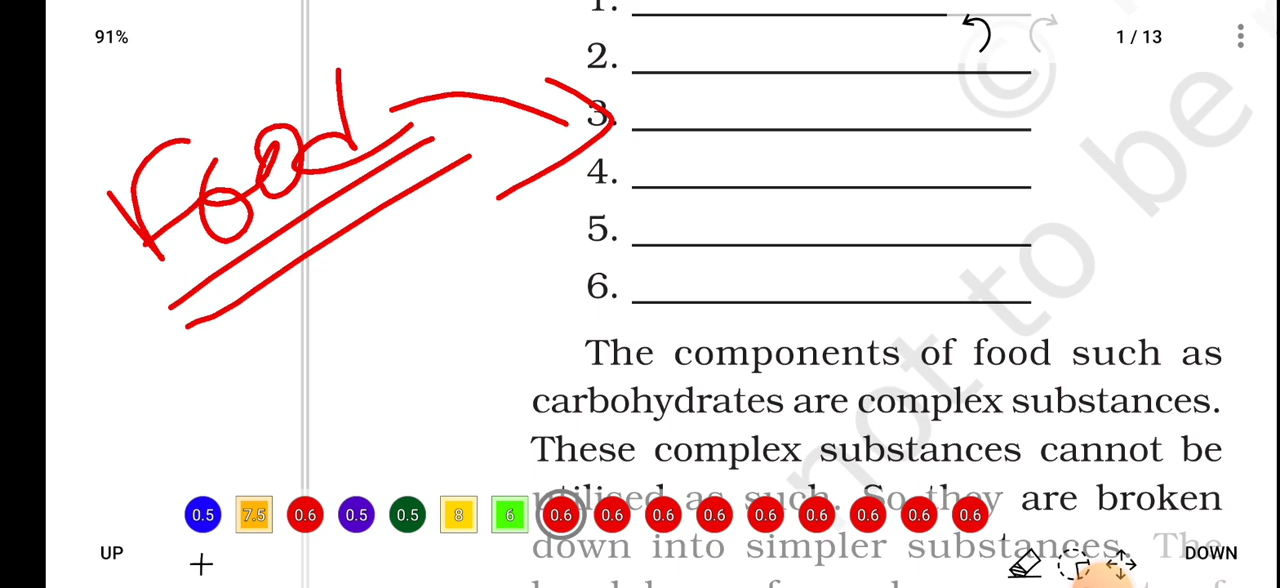 1.
91%
1 / 13
2.
3.
Food
4.
5.
6.
The components of food such as
carbohydrates are complex substances.
These complex substances cannot be
utilised as such. So they are broken
0.5 7.5 0.6 0.5 0.5 8 6 0.6 0.6 0.6 0.6 0.6 0.6 0.6 0.6 0.6
down into simpler substances. The
UP
DOWN
©
not to be